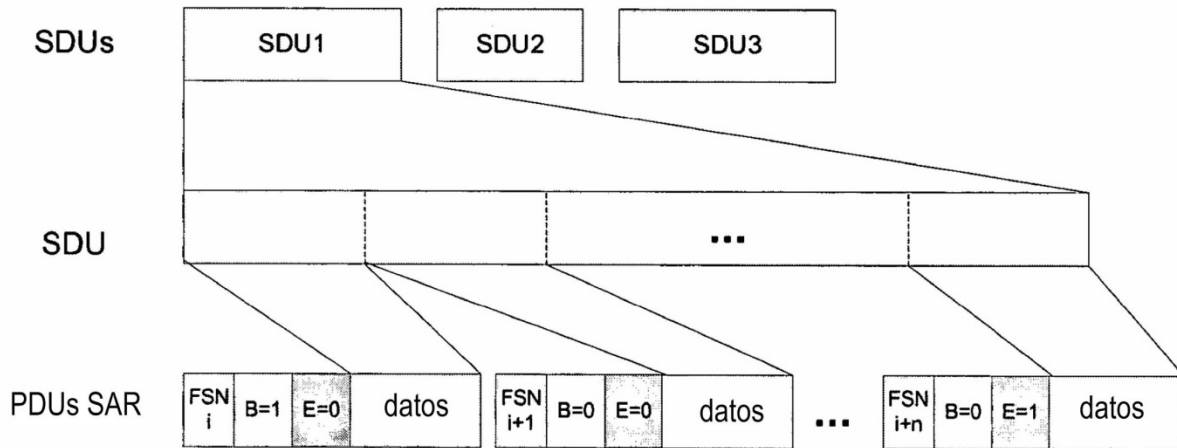 SDUs
SDU1
SDU2
SDU3
SDU
...
PDUs SAR
FSN
i
B=1
E=0
datos
FSN
i+1
B=0
E=0
datos
...
FSN
i+n
B=0
E=1
datos